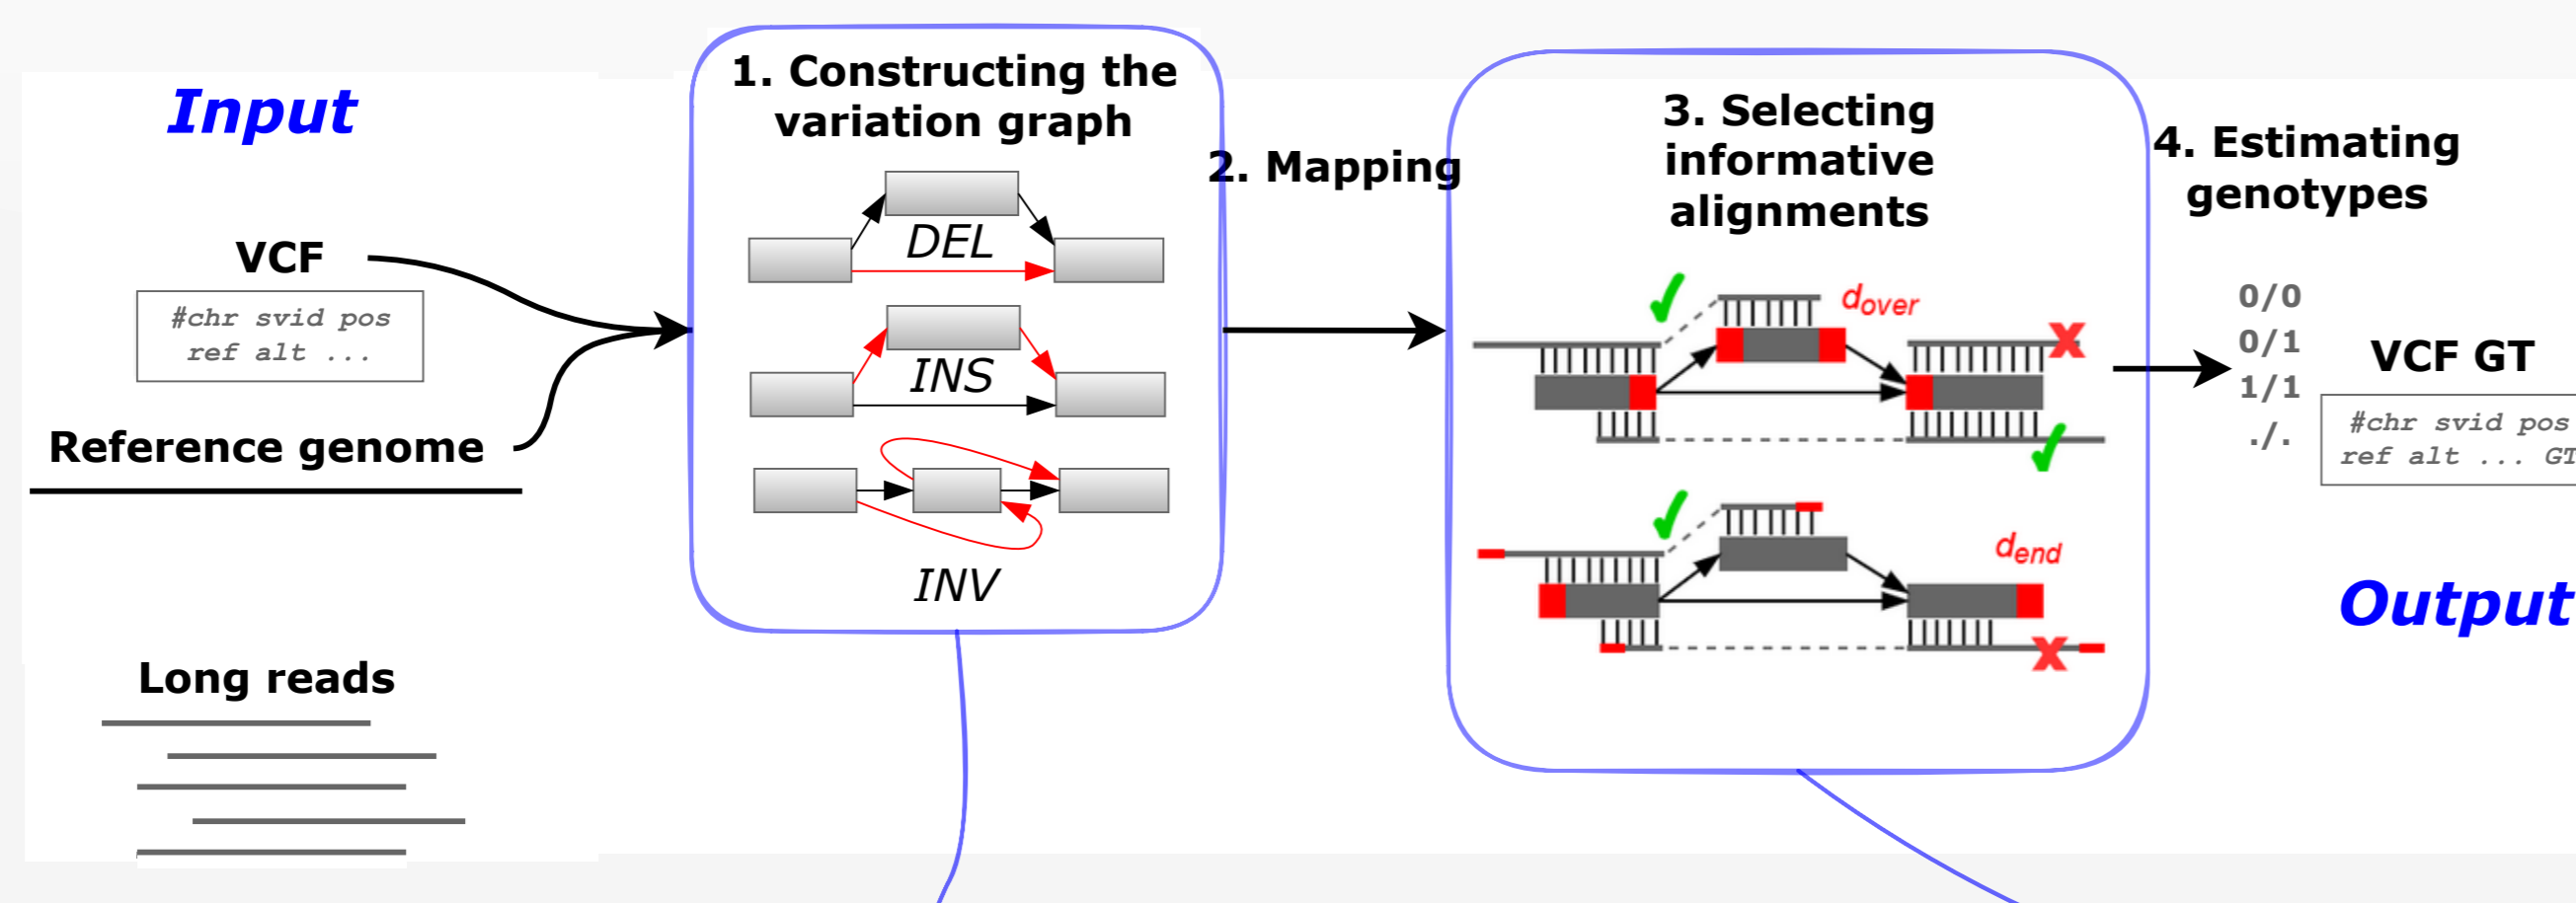 Input
VCF
#chr svid pos
ref alt ...
Reference genome
Long reads
1. Constructing the
variation graph
DEL
INS
INV
2. Mapping
3. Selecting
informative
alignments
dover
dend
4. Estimating
genotypes
0/0
0/1
1/1
./.
VCF GT
#chr svid pos
ref alt ... GT
Output